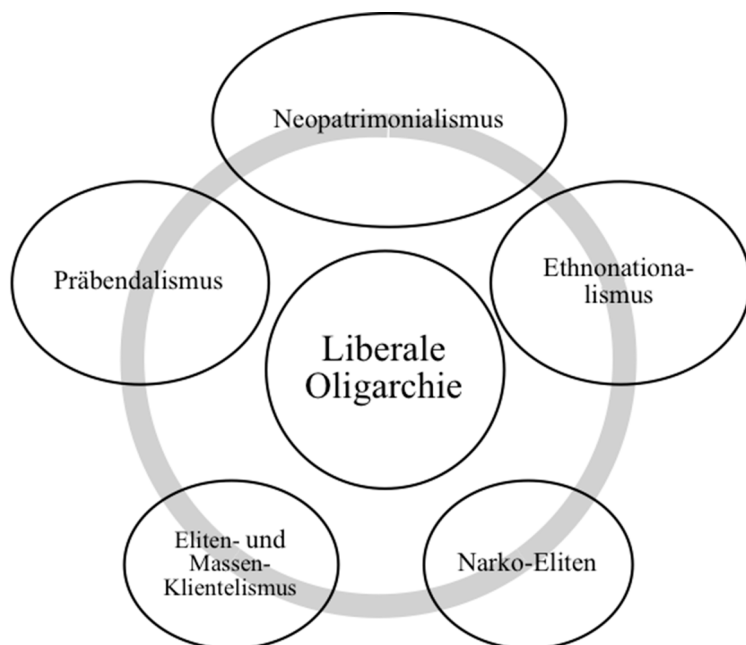 Neopatrimonialismus
Präbendalismus
Ethnonationa-
lismus
Liberale
Oligarchie
Eliten- und
Massen-
Klientelismus
Narko-Eliten